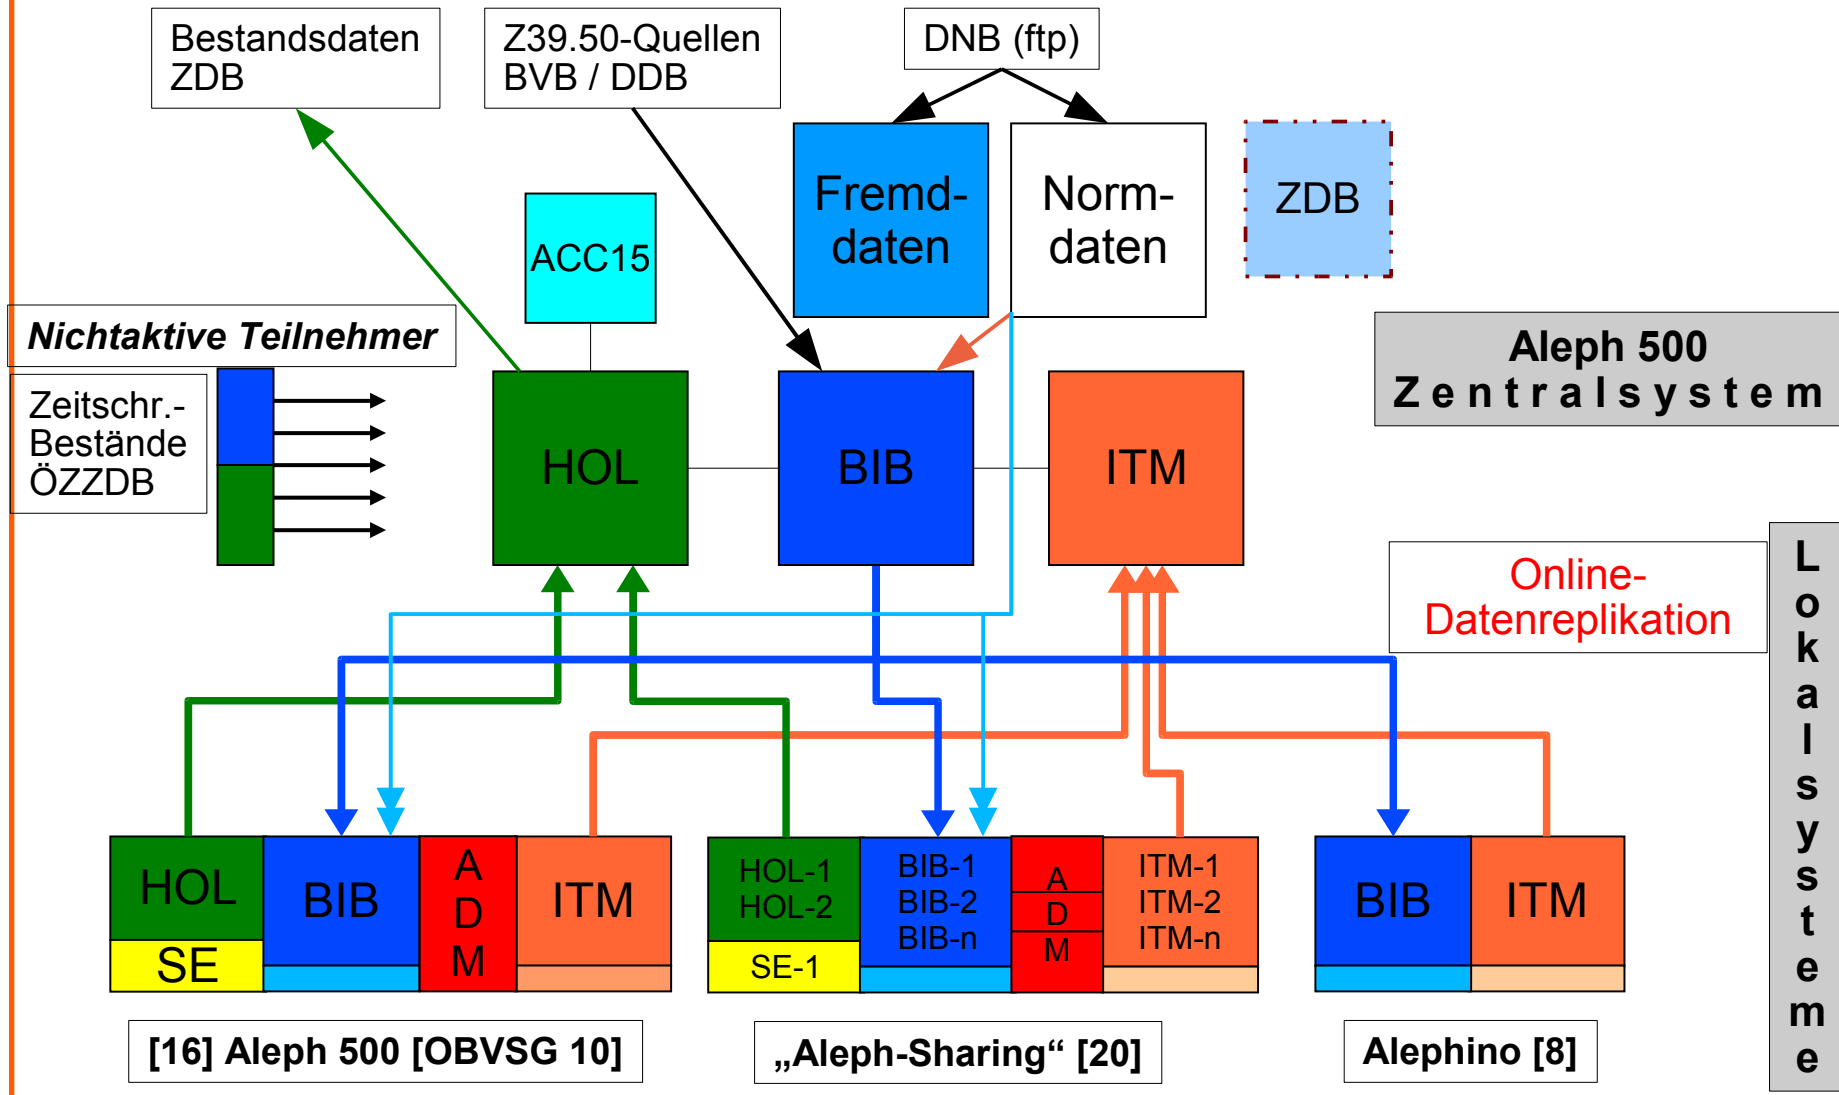 Bestandsdaten
ZDB
Z39.50-Quellen
BVB / DDB
DNB (ftp)
Fremd-
daten
Norm-
daten
ZDB
ACC15
Nichtaktive Teilnehmer
Zeitschr.-
Bestände
ÖZZDB
Aleph 500
Z e n t r a l s y s t e m
HOL
BIB
ITM
Online-
Datenreplikation
L
o
k
a
l
s
y
s
t
e
m
e
HOL
SE
BIB
A
D
M
ITM
HOL-1
HOL-2
SE-1
BIB-1
BIB-2
BIB-n
A
D
M
ITM-1
ITM-2
ITM-n
BIB
ITM
[16] Aleph 500 [OBVSG 10]
„Aleph-Sharing“ [20]
Alephino [8]